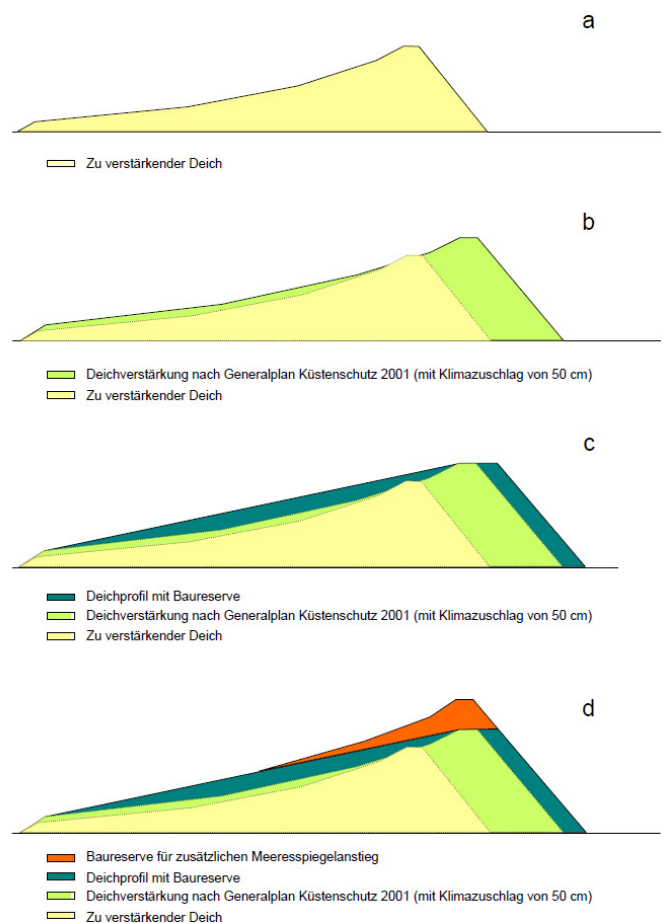 a
Zu verstärkender Deich
b
Deichverstärkung nach Generalplan Küstenschutz 2001 (mit Klimazuschlag von 50 cm)
Zu verstärkender Deich
c
Deichprofil mit Baureserve
Deichverstärkung nach Generalplan Küstenschutz 2001 (mit Klimazuschlag von 50 cm)
Zu verstärkender Deich
d
Baureserve für zusätzlichen Meeresspiegelanstieg
Deichprofil mit Baureserve
Deichverstärkung nach Generalplan Küstenschutz 2001 (mit Klimazuschlag von 50 cm)
Zu verstärkender Deich